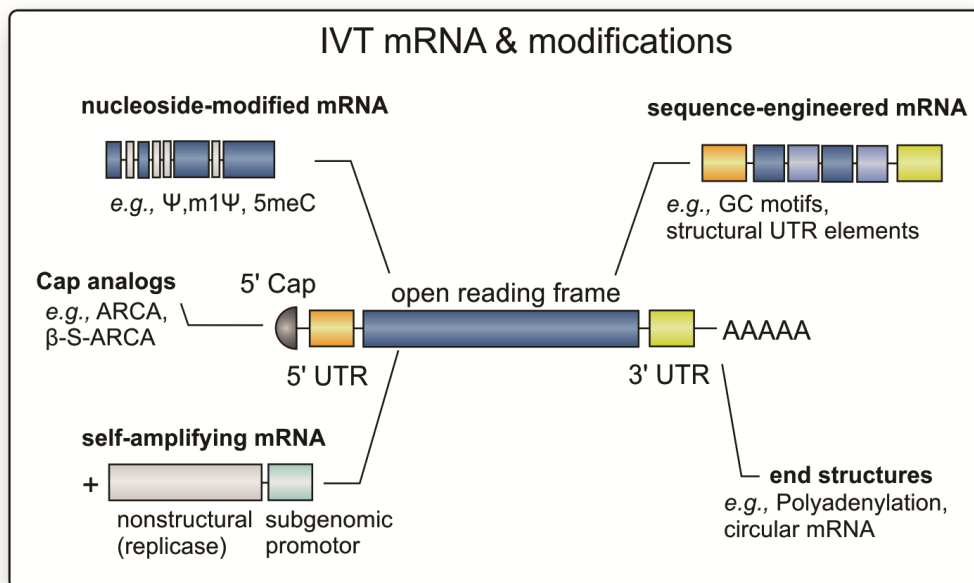 IVT mRNA & modifications
nucleoside-modified mRNA
e.g., Ψ,m1Ψ, 5meC
sequence-engineered mRNA
e.g., GC motifs,
structural UTR elements
Cap analogs
e.g., ARCA,
β-S-ARCA
5' Cap
open reading frame
AAAAA
5' UTR
3' UTR
self-amplifying mRNA
+
nonstructural
(replicase)
subgenomic
promotor
end structures
e.g., Polyadenylation,
circular mRNA